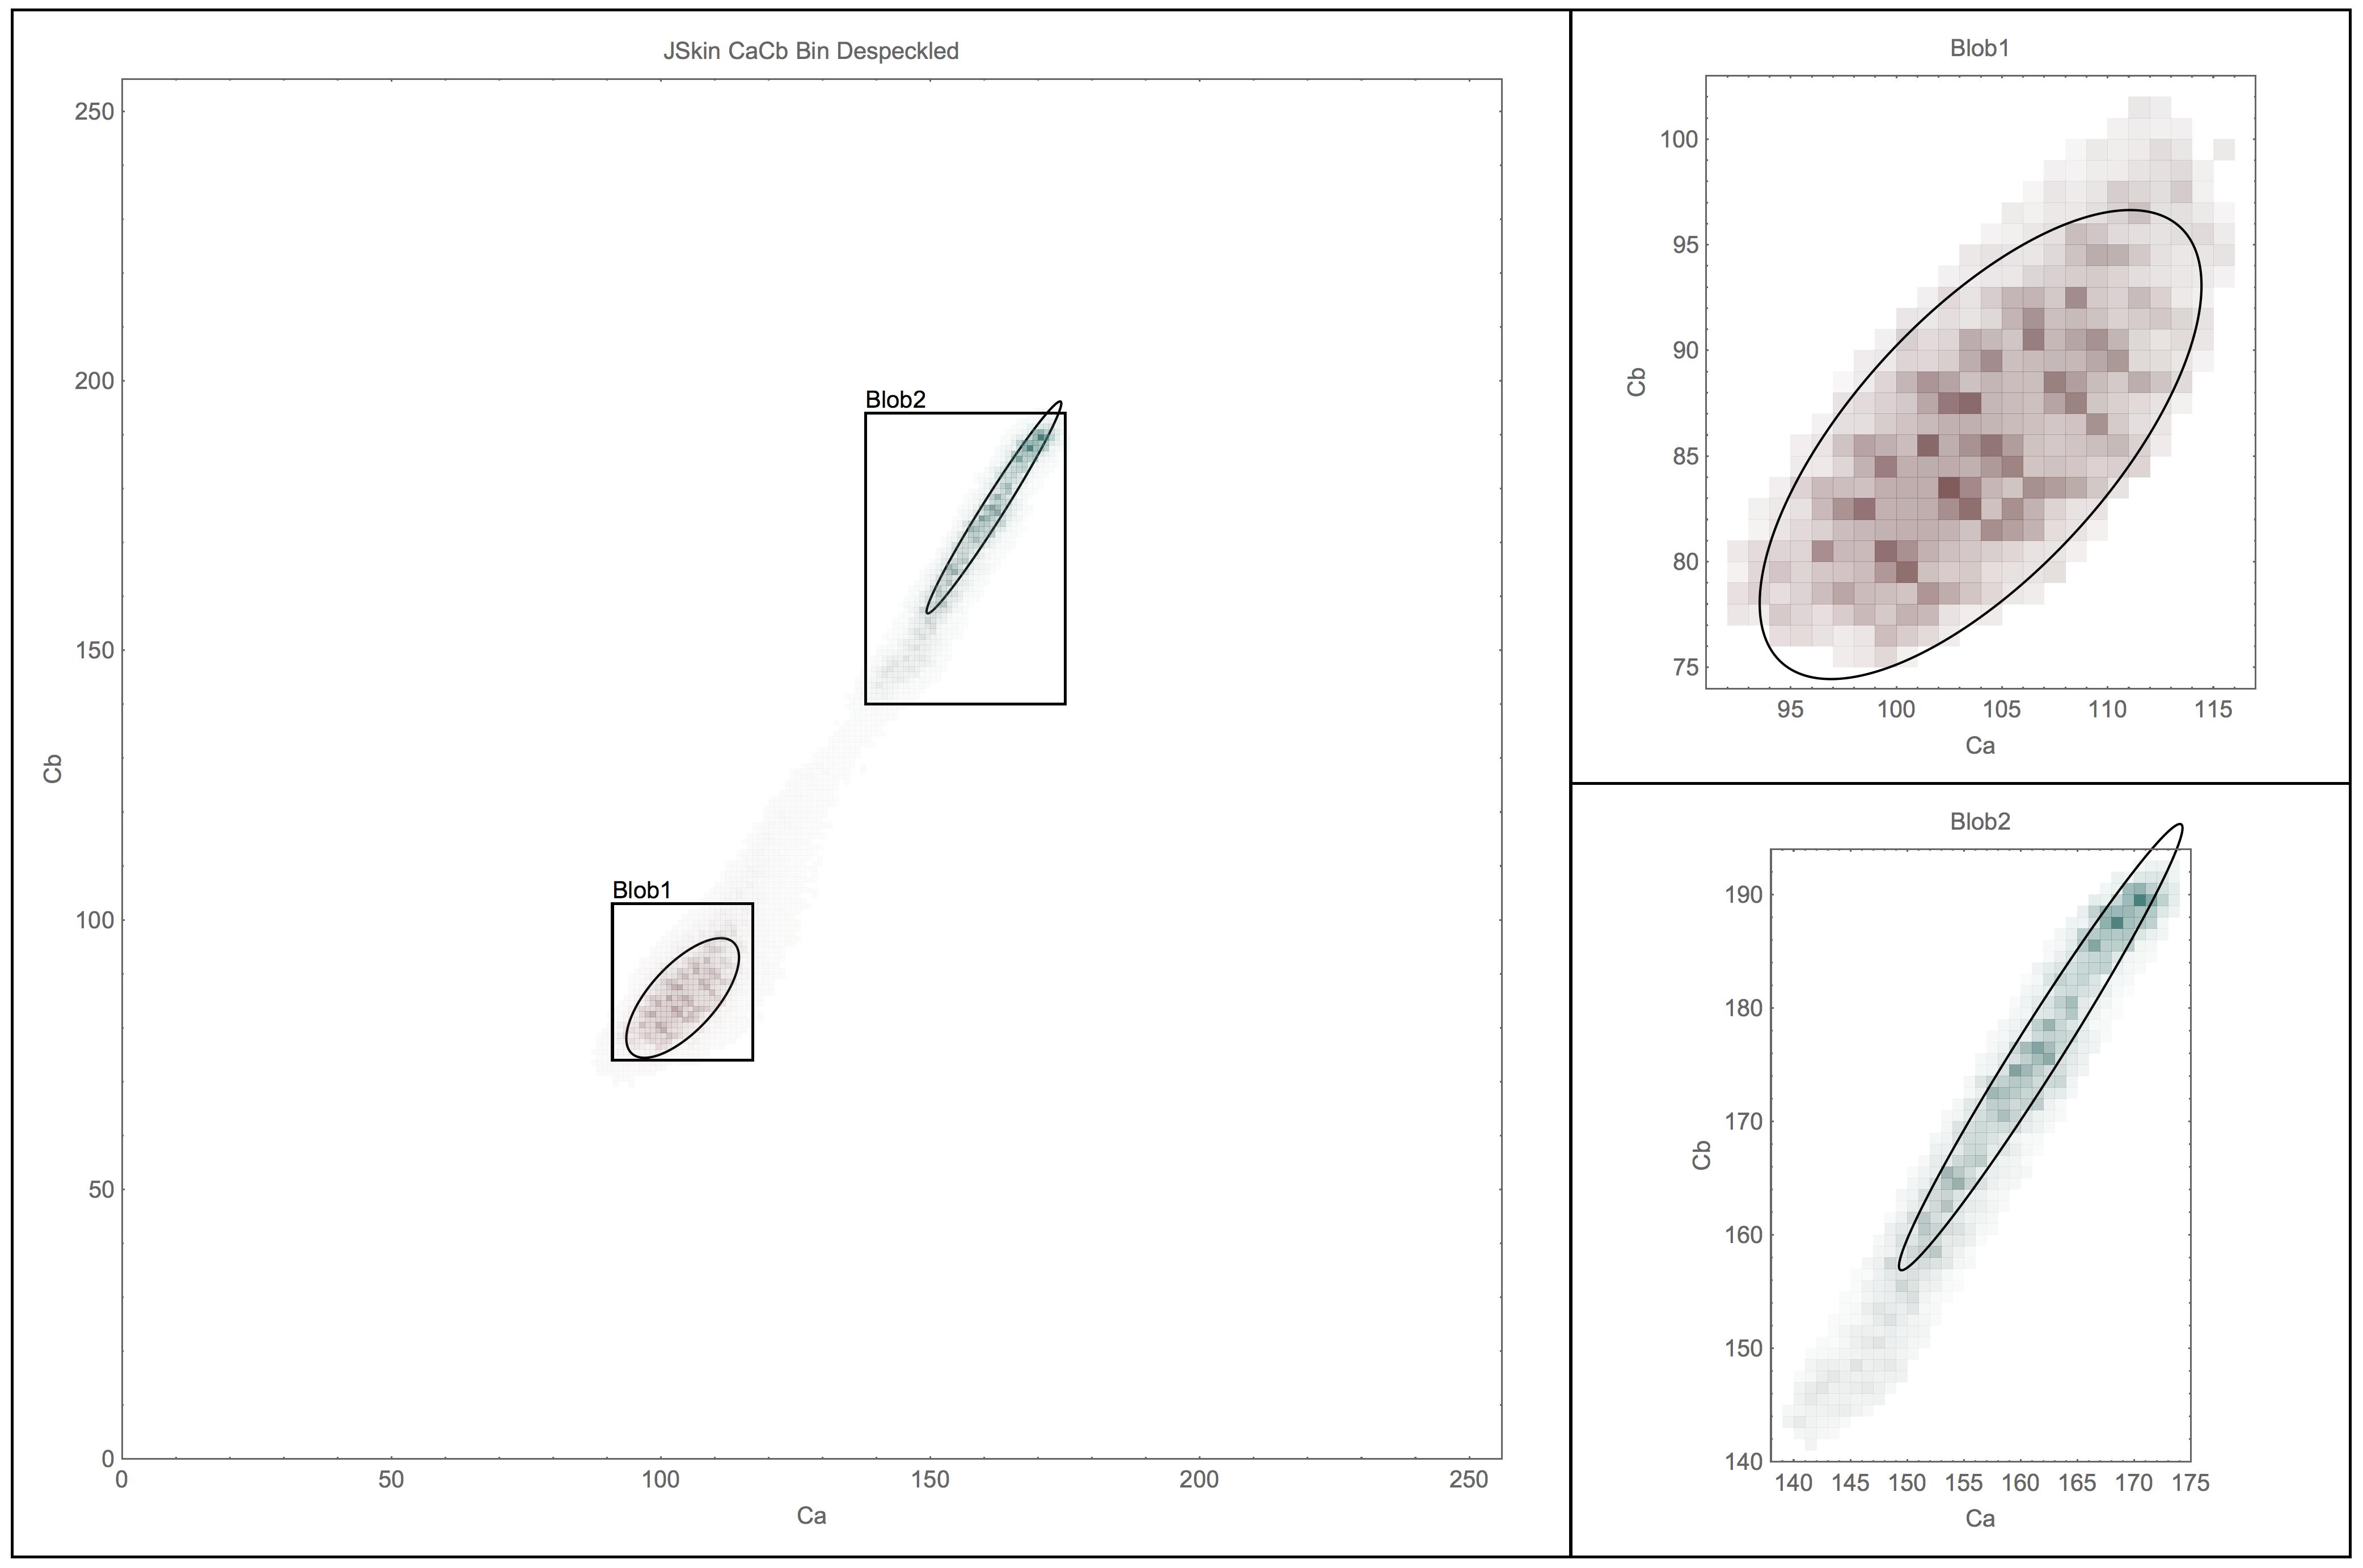 JSkin CaCb Bin Despeckled
250
200
150
100
50
0
Cb
Blob2
Blob1
0 50 100 150 200 250
Ca
Blob1
100
95
90
85
80
75
Cb
95 100 105 110 115
Ca
Blob2
190
180
170
160
150
140
Cb
140 145 150 155 160 165 170 175
Ca